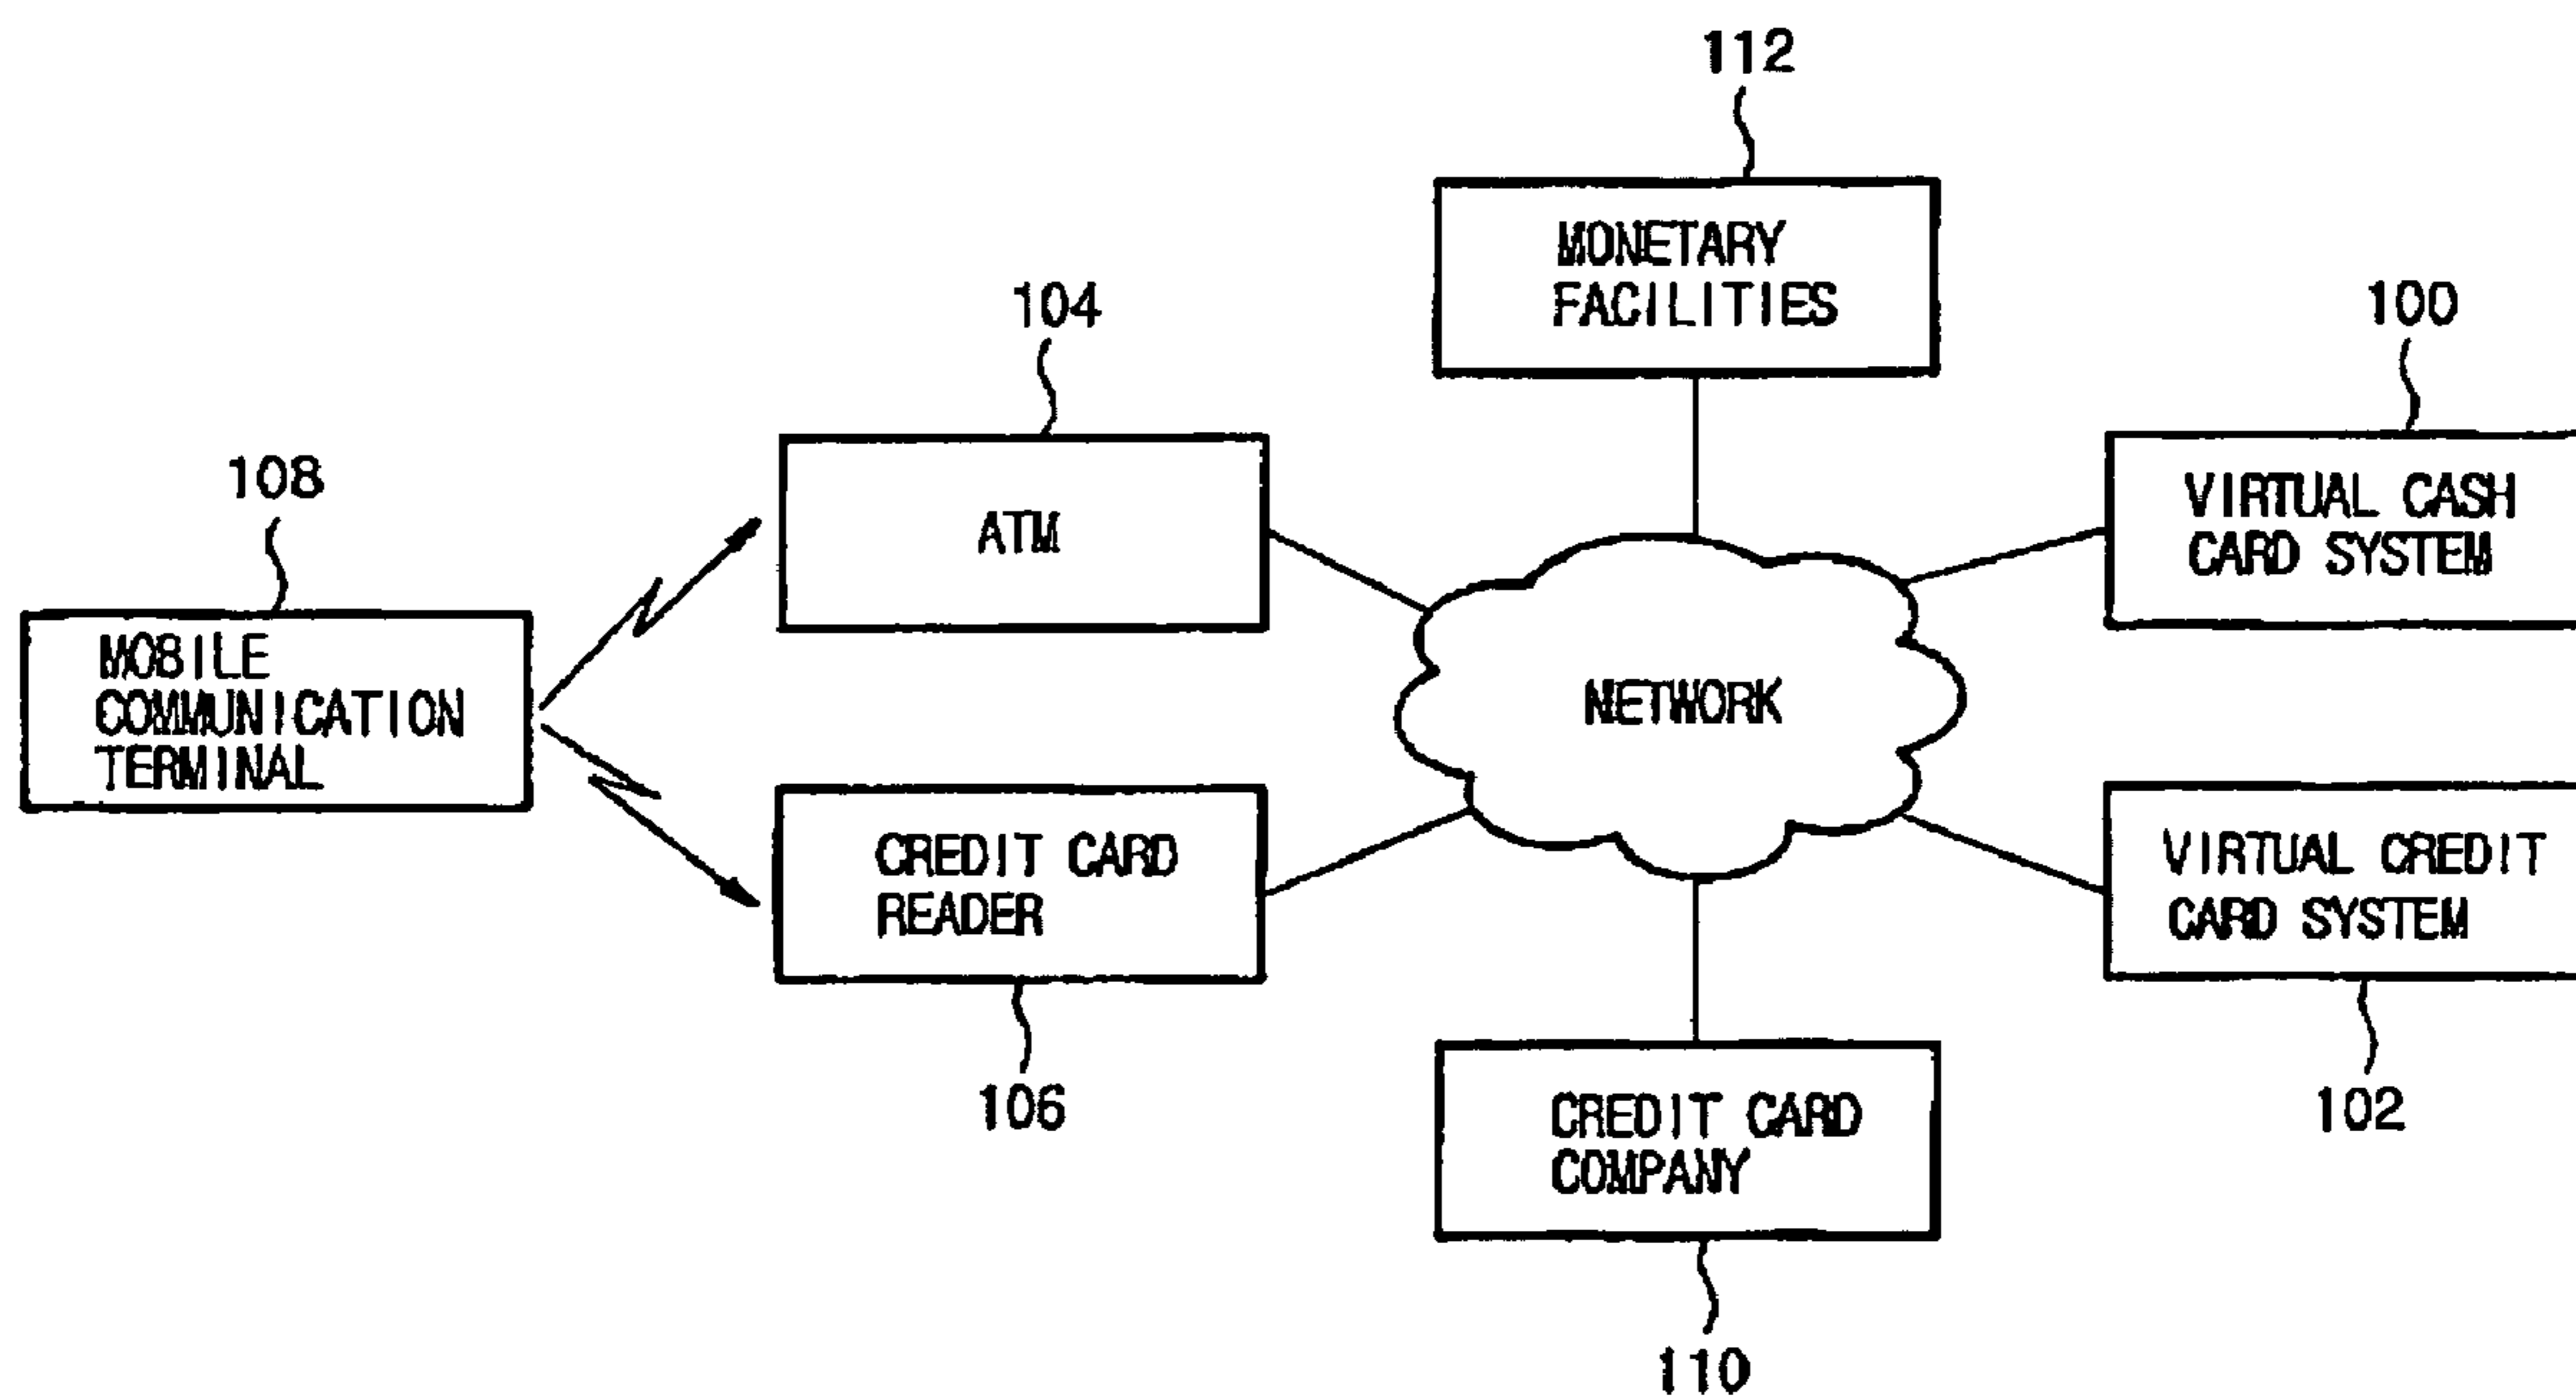 112
MONETARY
FACILITIES
104
100
ATM
VIRTUAL CASH
CARD SYSTEM
108
MOBILE
COMMUNICATION
TERMINAL
NETWORK
CREDIT CARD
READER
106
VIRTUAL CREDIT
CARD SYSTEM
102
CREDIT CARD
COMPANY
110